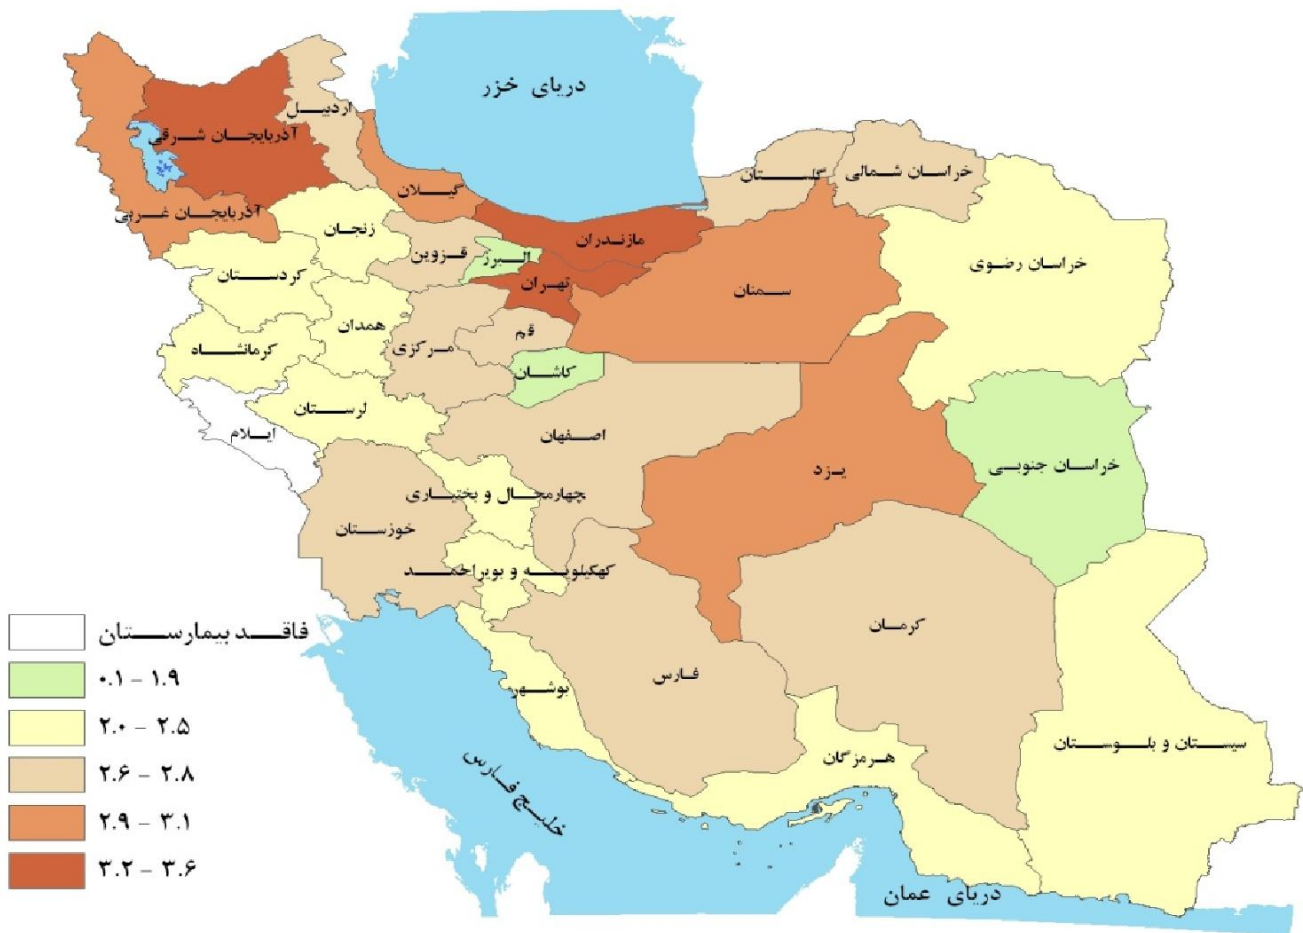 دریای خزر
اردبیل
آذربایجان شرقی
گیلان
گلستان
خراسان شمالی
آذربایجان غربی
زنجان
مازندران
قزوین
البرز
خراسان رضوی
کردستان
تهران
سمنان
همدان
قم
مرکزی
کرمانشاه
کاشان
لرستان
ایلام
اصفهان
یزد
خراسان جنوبی
چهارمحال و بختیاری
خوزستان
کهکیلویه و بویراحمد
کرمان
فارس
بوشهر
سیستان و بلوستان
هرمزگان
خلیج فارس
دریای عمان
فاقد بیمارستان
۰.۱ – ۱.۹
۲.۰ – ۲.۵
۲.۶ – ۲.۸
۲.۹ – ۳.۱
۳.۲ – ۳.۶